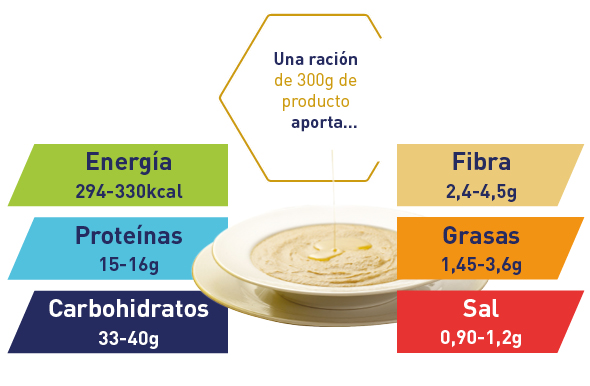 Una ración
de 300g de
producto
aporta...
Energía
294-330kcal
Proteínas
15-16g
Carbohidratos
33-40g
Fibra
2,4-4,5g
Grasas
1,45-3,6g
Sal
0,90-1,2g